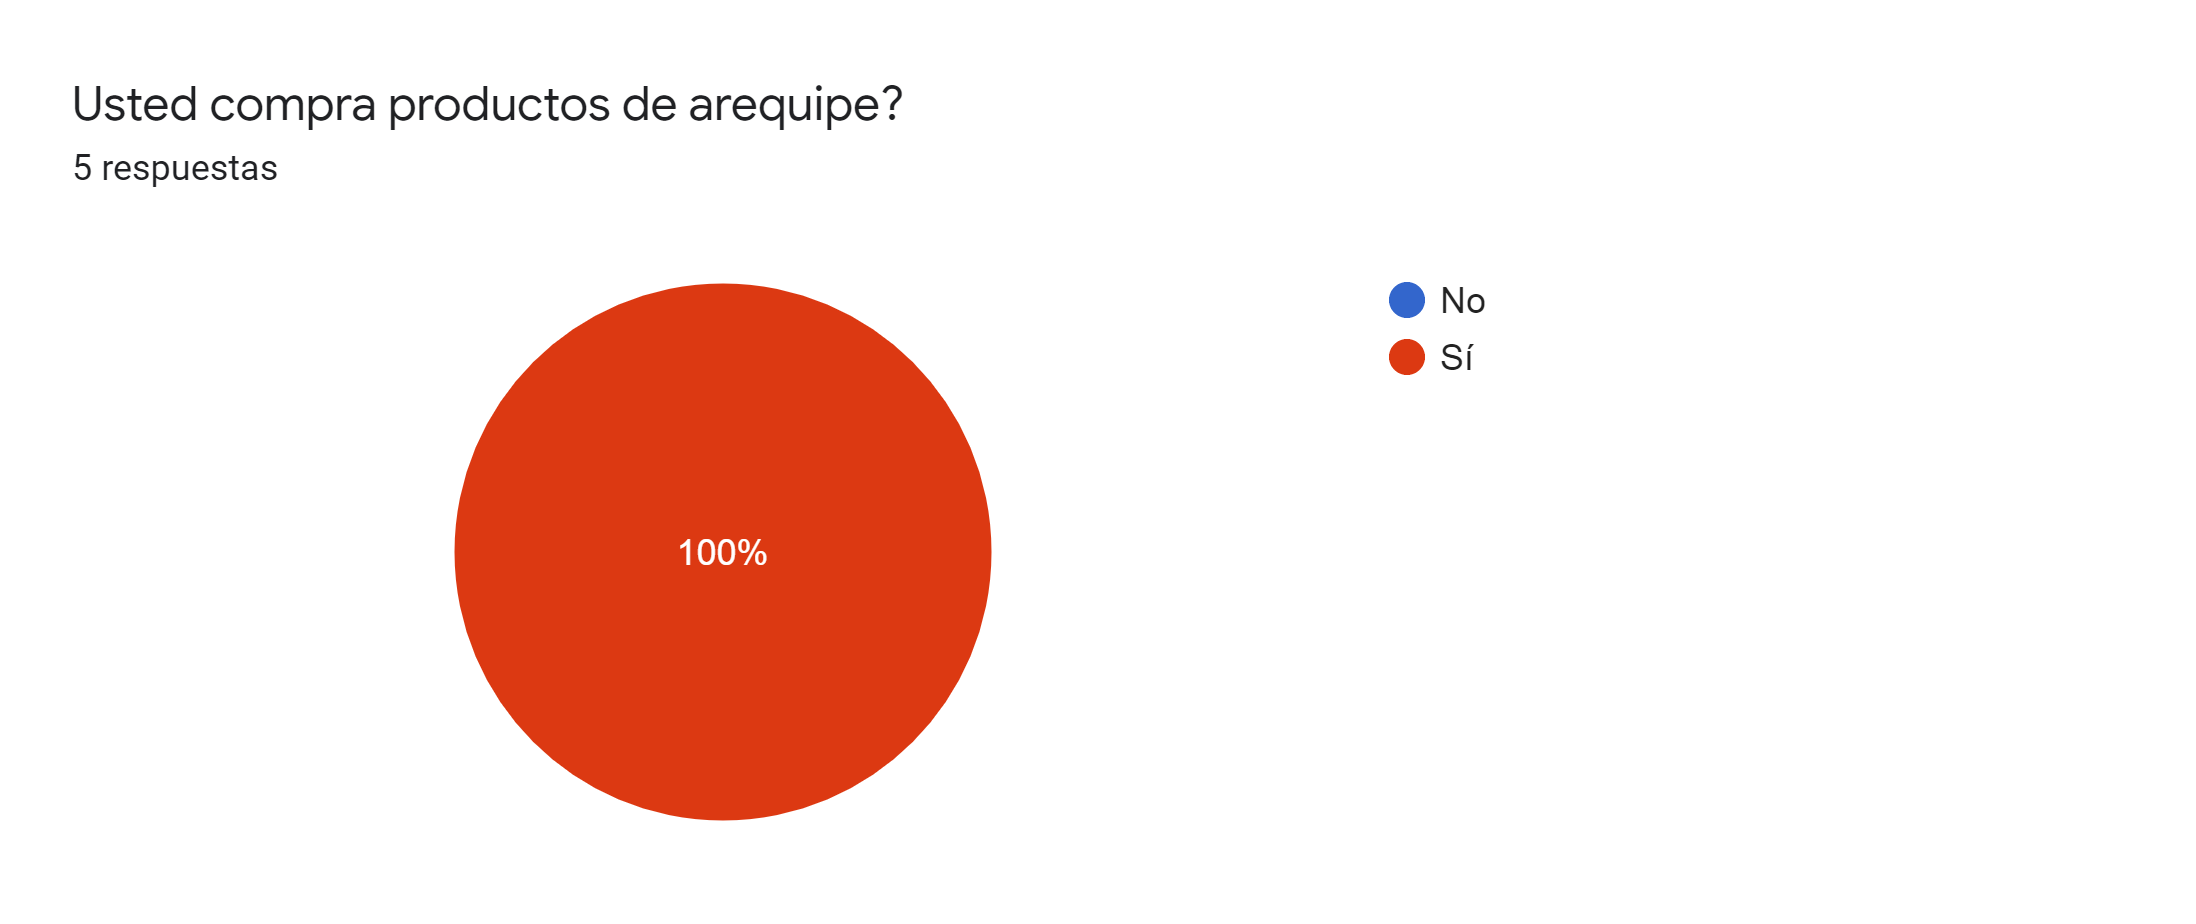 Usted compra productos de arequipe?
5 respuestas
No
Sí
100%